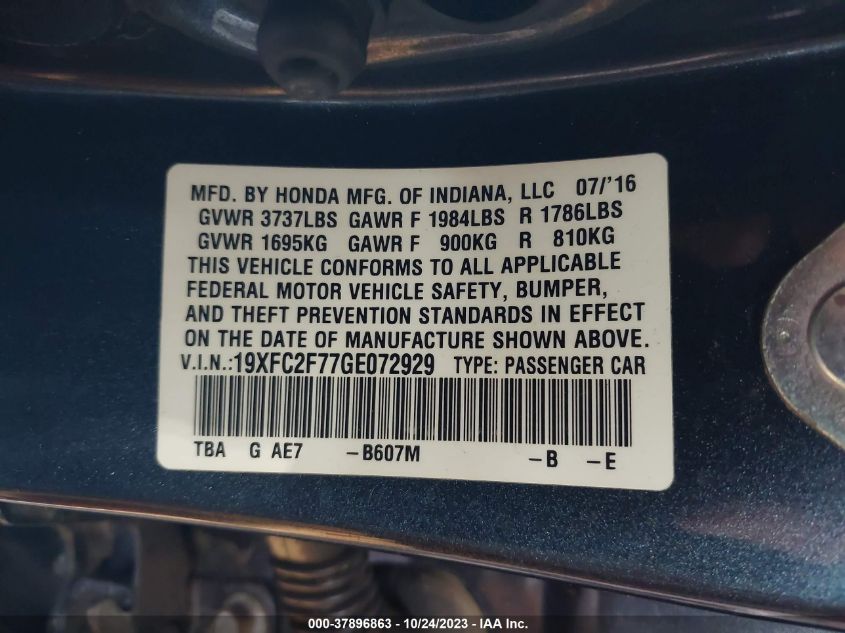 MFD. BY HONDA MFG. OF INDIANA, LLC 07/'16
GVWR 3737LBS GAWR F 1984LBS R 1786LBS
GVWR 1695KG GAWR F 900KG R 810KG
THIS VEHICLE CONFORMS TO ALL APPLICABLE
FEDERAL MOTOR VEHICLE SAFETY, BUMPER,
AND THEFT PREVENTION STANDARDS IN EFFECT
ON THE DATE OF MANUFACTURE SHOWN ABOVE.
V.I.N.:19XFC2F77GE072929 TYPE: PASSENGER CAR
TBA G AE7 -B607M -B -E
000-37896863 - 10/24/2023 - IAA Inc.